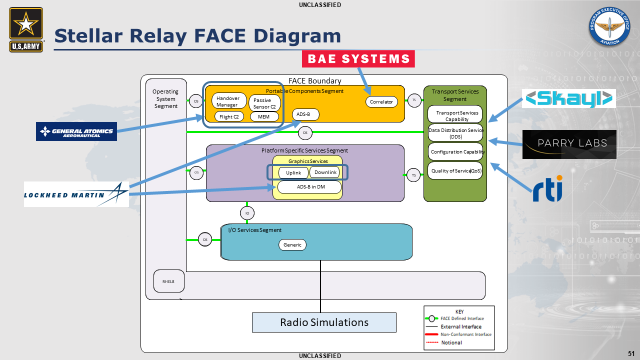 UNCLASSIFIED
U.S. ARMY
Stellar Relay FACE Diagram
BAE SYSTEMS
FACE Boundary
Operating
System
Segment
Portable Components Segment
Handover
Manager
Passive
Sensor C2
Flight C2
MEM
ADS-B
Correlator
Transport Services
Segment
Transport Services
Capability
Data Distribution Service
(DDS)
Configuration Capability
Quality of Service(QoS)
GENERAL ATOMICS
AERONAUTICAL
LOCKHEED MARTIN
Skayl
PARRY LABS
rti
Platform Specific Services Segment
Graphics Services
Uplink
Downlink
ADS-B in DM
I/O Services Segment
Generic
Radio Simulations
KEY
FACE Defined Interface
External Interface
Non-Conformant Interface
Notional
UNCLASSIFIED
51